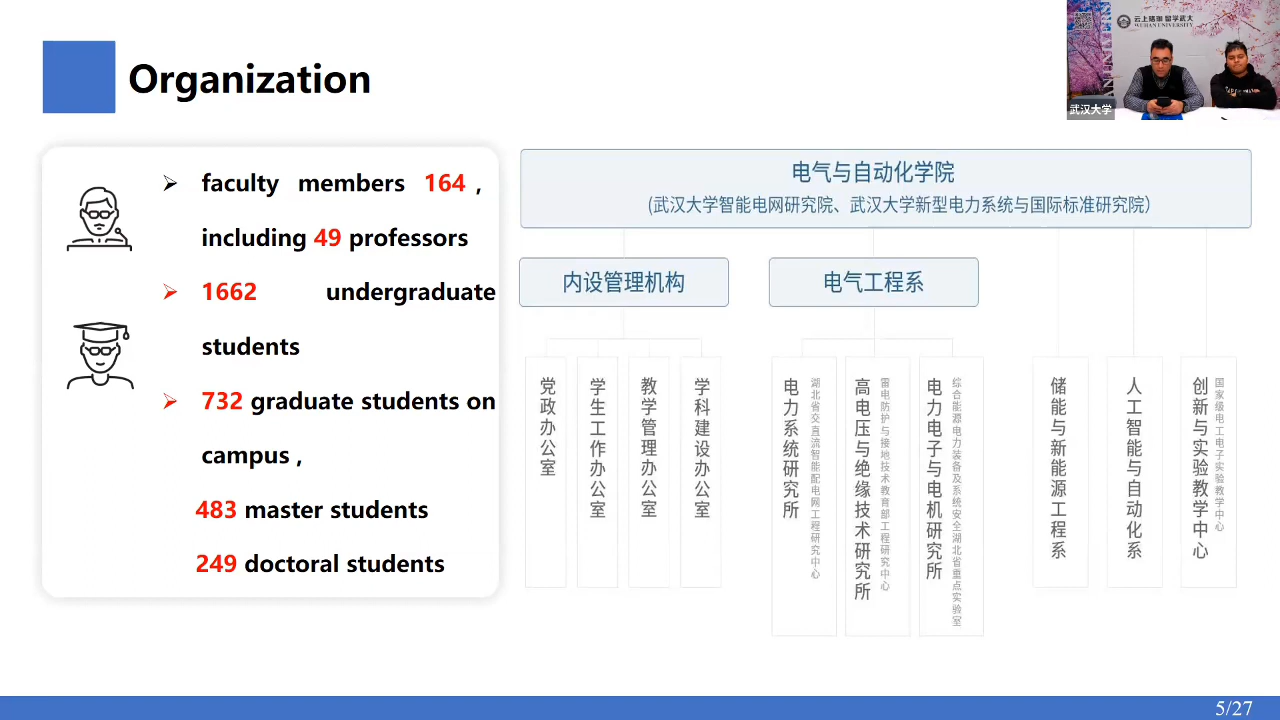 Organization
云上珞珈 留学武大
WUHAN UNIVERSITY
武汉大学
faculty members 164 ,
including 49 professors
1662 undergraduate
students
732 graduate students on
campus ,
483 master students
249 doctoral students
电气与自动化学院
(武汉大学智能电网研究院、武汉大学新型电力系统与国际标准研究院)
内设管理机构
电气工程系
党政办公室
学生工作办公室
教学管理办公室
学科建设办公室
电力系统研究所
湖北省交直流智能配电网工程研究中心
高电压与绝缘技术研究所
雷电防护与接地技术教育部工程研究中心
电力电子与电机研究所
综合能源电力装备及系统安全湖北省重点实验室
储能与新能源工程系
人工智能与自动化系
创新与实验教学中心
国家级电工电子实验教学中心
5/27